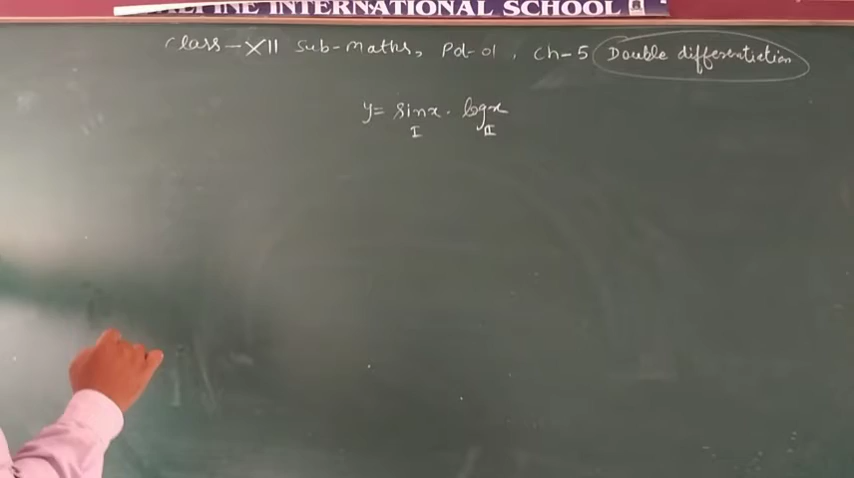 INTERNATIONAL SCHOOL
Class-XII Sub-Maths, Pd-01, Ch-5 Double differentiation
y= sinx. logx
I II